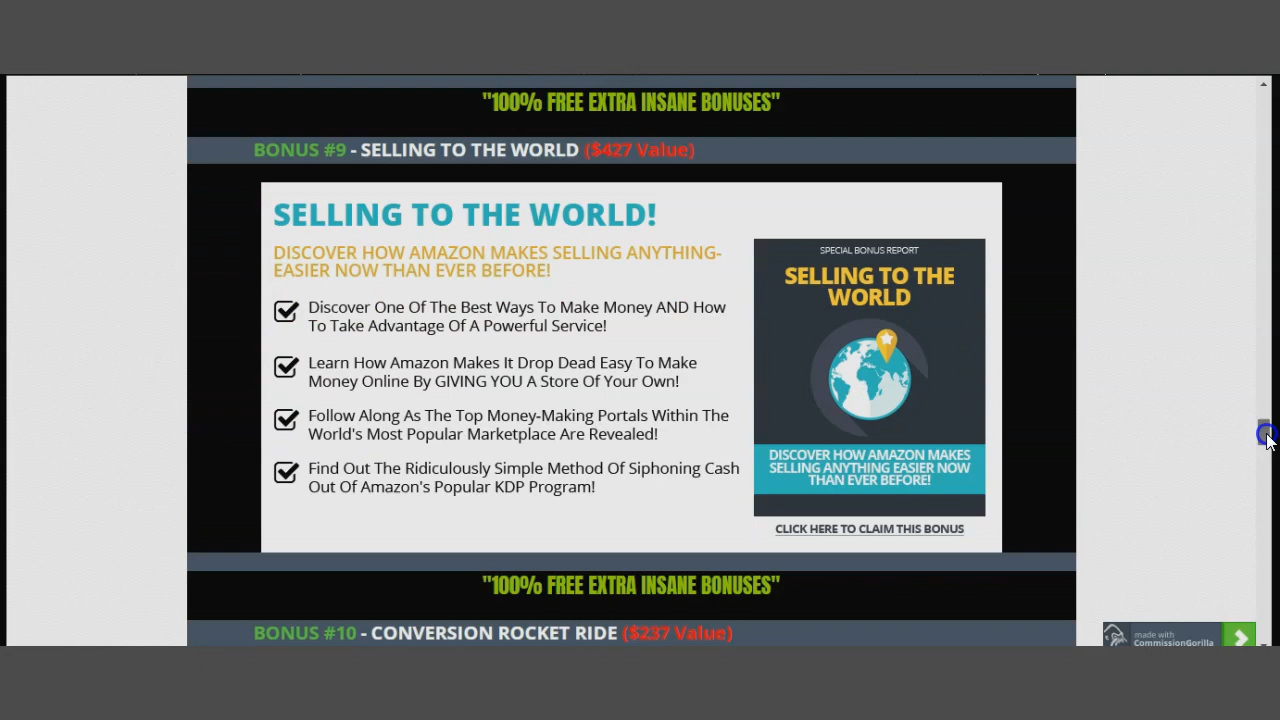 "100% FREE EXTRA INSANE BONUSES"
BONUS #9 - SELLING TO THE WORLD ($427 Value)
SELLING TO THE WORLD!
DISCOVER HOW AMAZON MAKES SELLING ANYTHING-
EASIER NOW THAN EVER BEFORE!
Discover One Of The Best Ways To Make Money AND How
To Take Advantage Of A Powerful Service!
Learn How Amazon Makes It Drop Dead Easy To Make
Money Online By GIVING YOU A Store Of Your Own!
Follow Along As The Top Money-Making Portals Within The
World's Most Popular Marketplace Are Revealed!
Find Out The Ridiculously Simple Method Of Siphoning Cash
Out Of Amazon's Popular KDP Program!
SPECIAL BONUS REPORT
SELLING TO THE
WORLD
DISCOVER HOW AMAZON MAKES
SELLING ANYTHING EASIER NOW
THAN EVER BEFORE!
CLICK HERE TO CLAIM THIS BONUS
"100% FREE EXTRA INSANE BONUSES"
BONUS #10 - CONVERSION ROCKET RIDE ($237 Value)
made with
CommissionGorilla